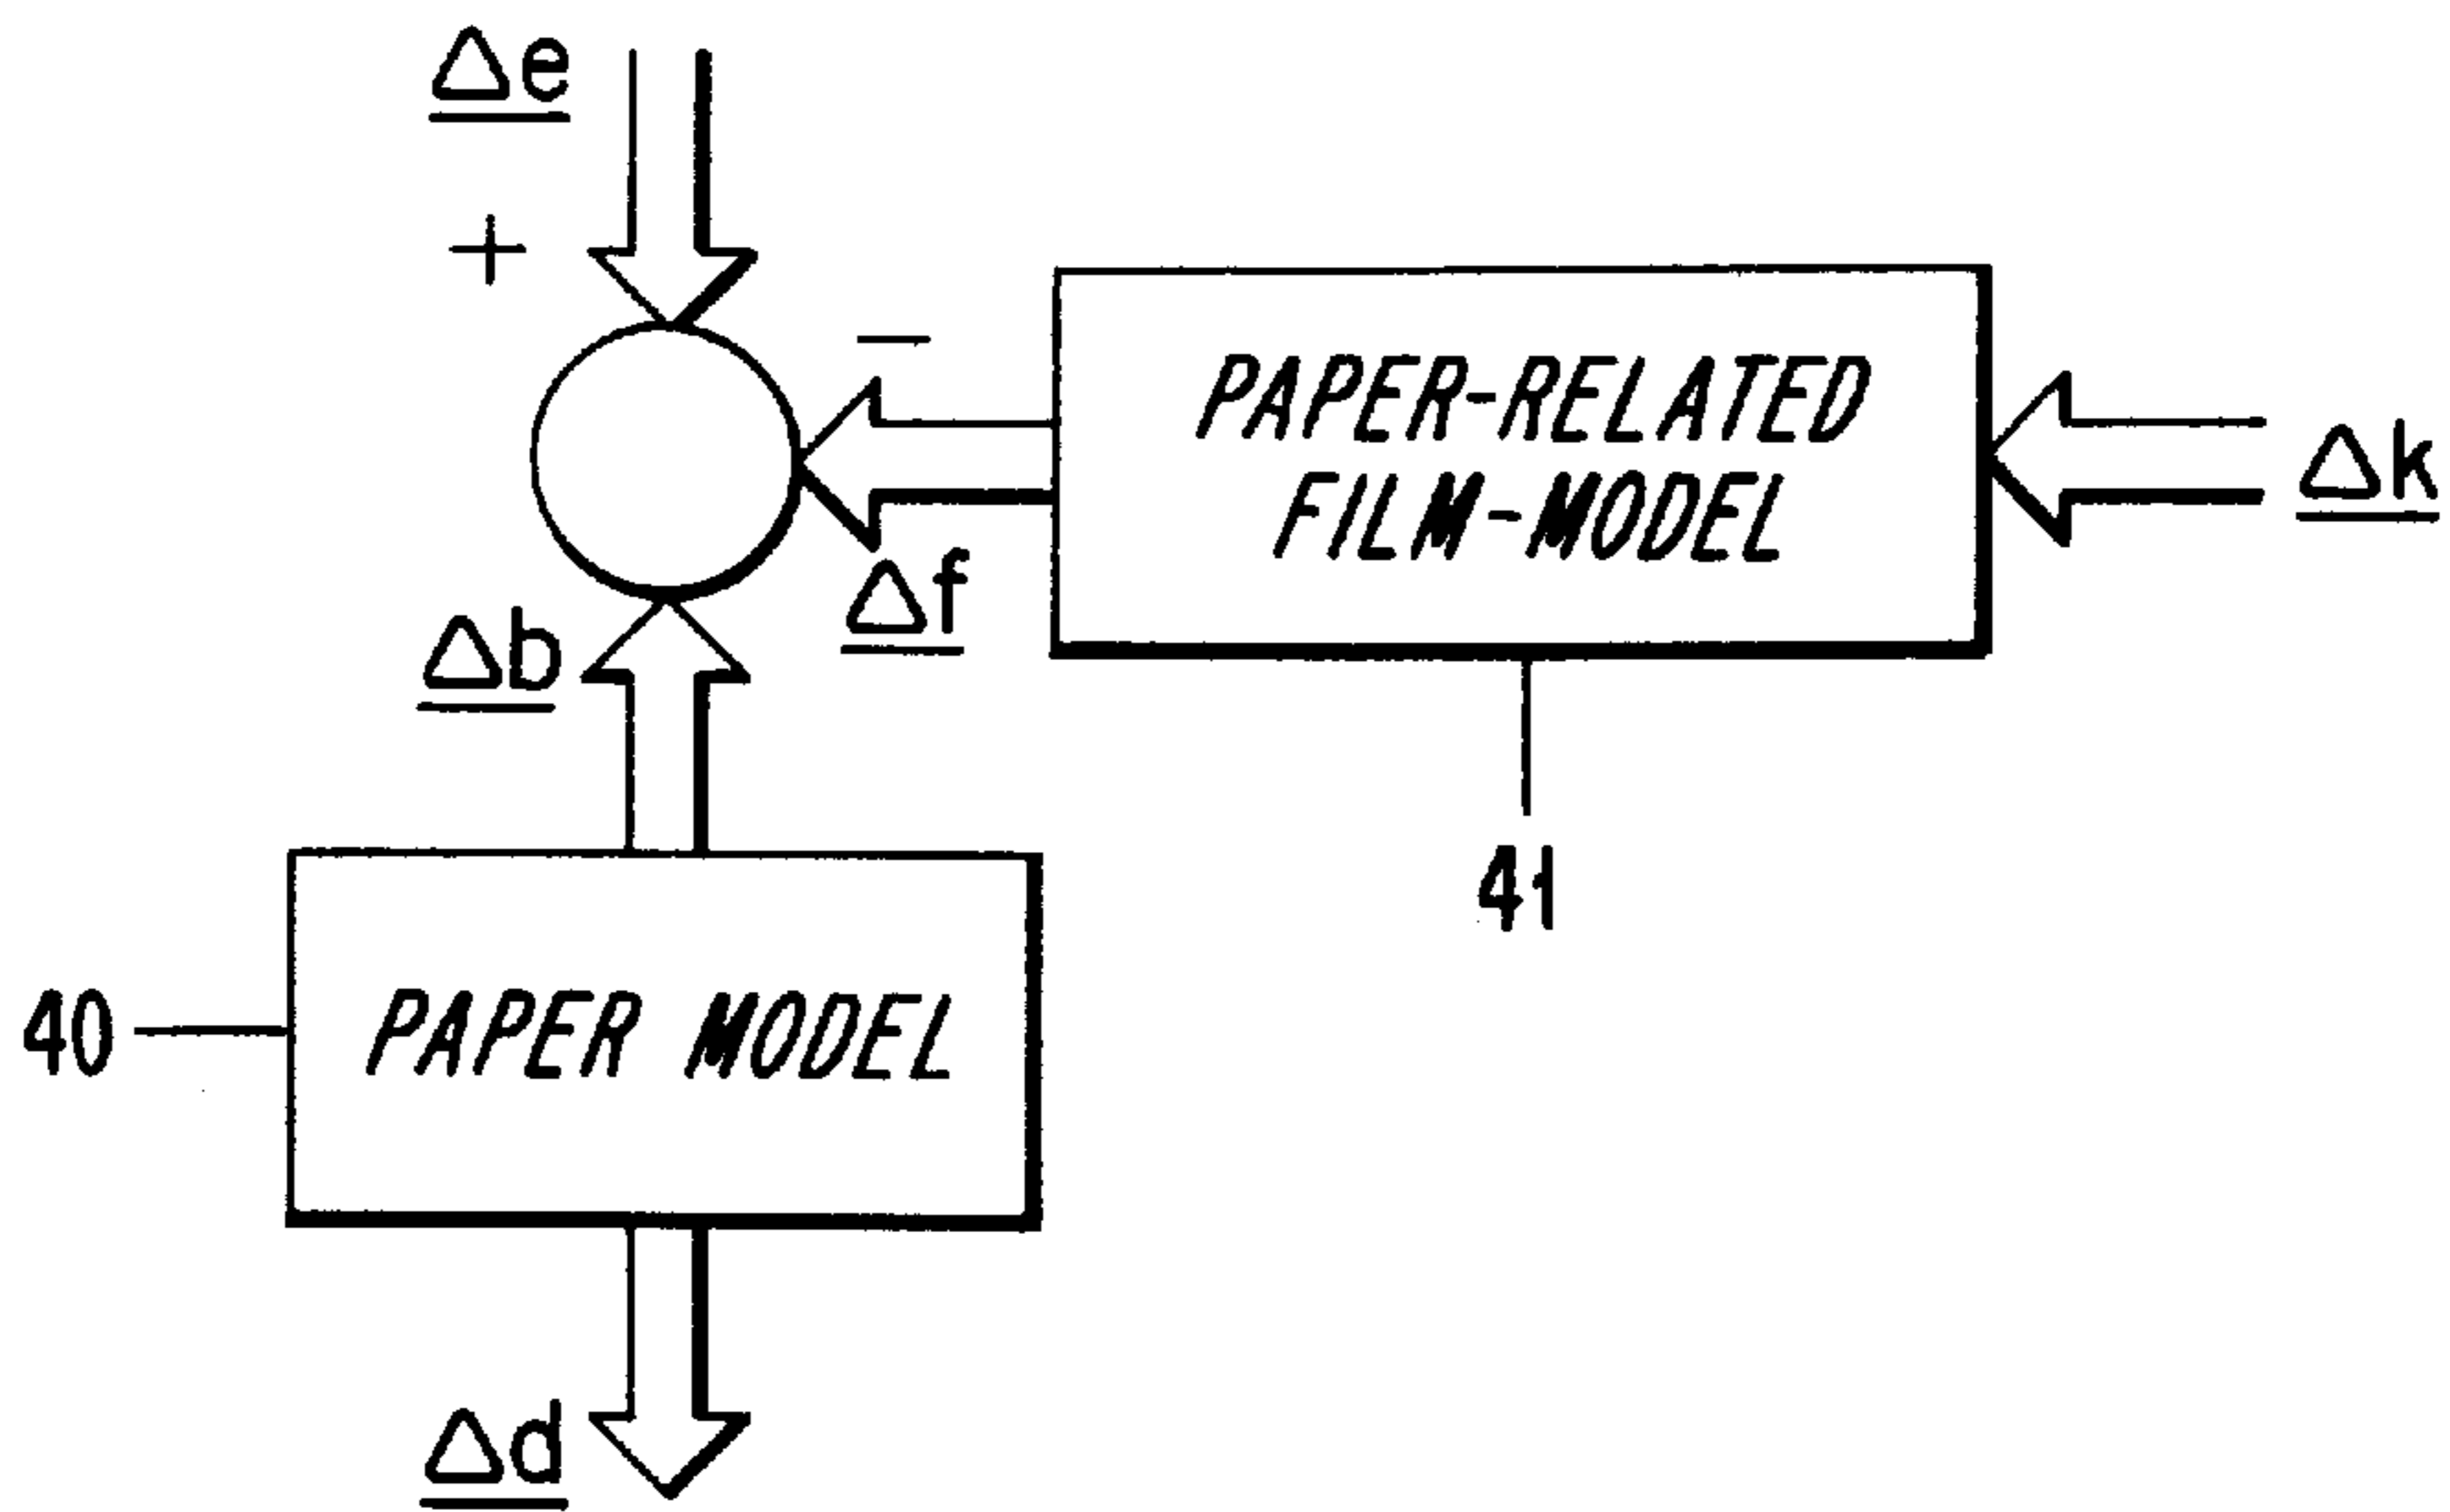 Δe
+
−
PAPER-RELATED
FILM-MODEL
Δk
Δf
Δb
41
40
PAPER MODEL
Δd